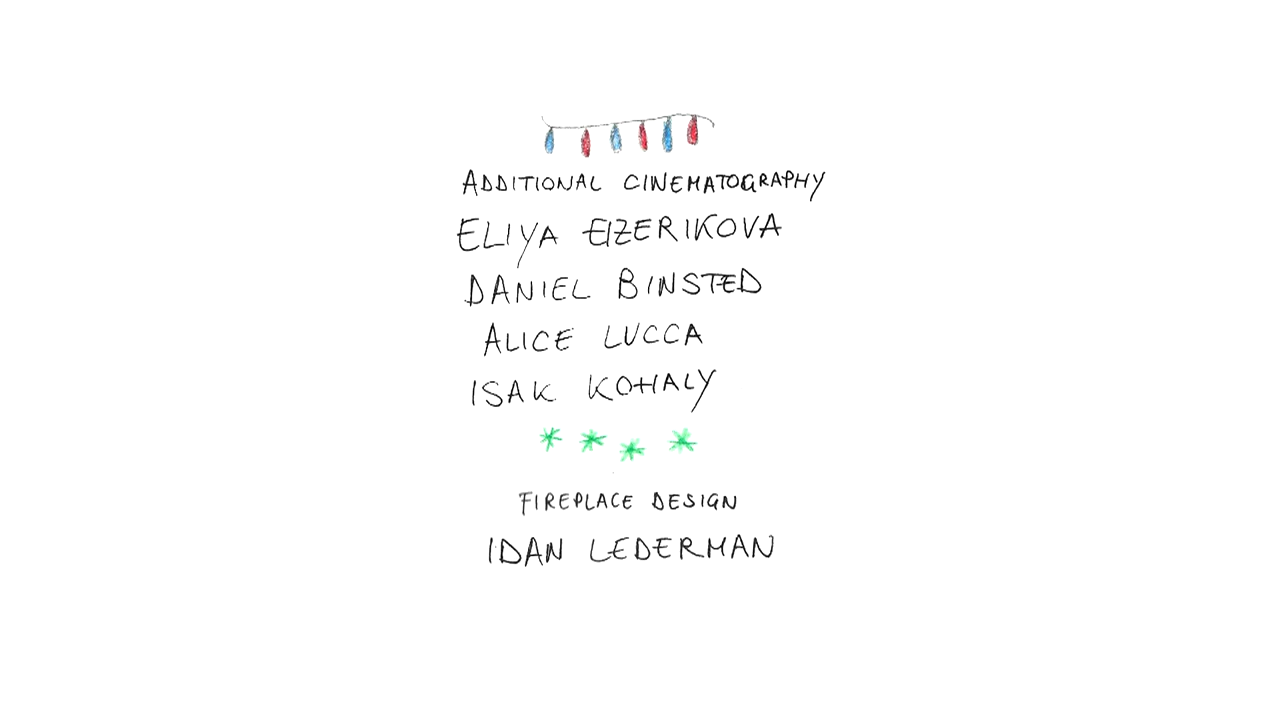 ADDITIONAL CINEMATOGRAPHY
ELIYA EIZERIKOVA
DANIEL BINSTED
ALICE LUCCA
ISAK KOHALY
FIREPLACE DESIGN
IDAN LEDERMAN